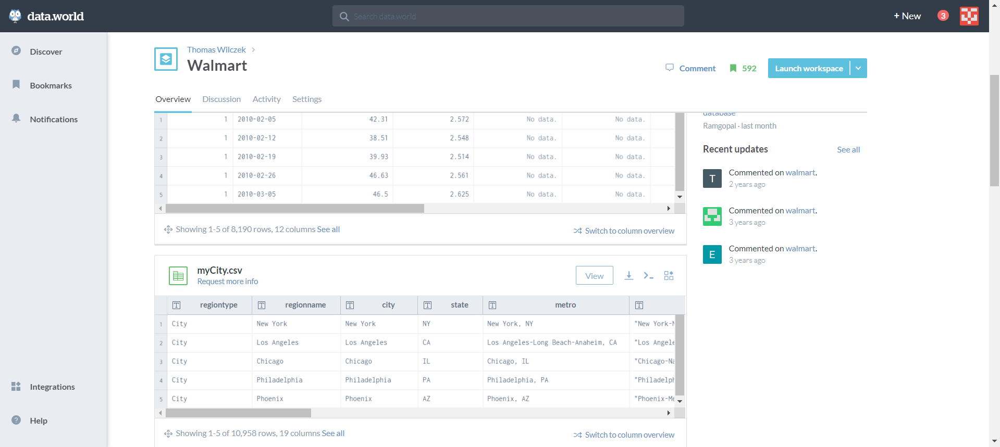 data.world
Search data.world
+ New
3
Discover
Bookmarks
Notifications
Integrations
Help
Thomas Wilczek
Walmart
Comment
592
Launch workspace
Overview Discussion Activity Settings
1 1 2010-02-05 42.31 2.572 No data. No data.
2 1 2010-02-12 38.51 2.548 No data. No data.
3 1 2010-02-19 39.93 2.514 No data. No data.
4 1 2010-02-26 46.63 2.561 No data. No data.
5 1 2010-03-05 46.5 2.625 No data. No data.
Showing 1-5 of 8,190 rows, 12 columns See all
Switch to column overview
myCity.csv
Request more info
View
T regiontype T regionname T city T state T metro T
1 City New York New York NY New York, NY "New York-N
2 City Los Angeles Los Angeles CA Los Angeles-Long Beach-Anaheim, CA "Los Angele
3 City Chicago Chicago IL Chicago, IL "Chicago-Na
4 City Philadelphia Philadelphia PA Philadelphia, PA "Philadelph
5 City Phoenix Phoenix AZ Phoenix, AZ "Phoenix-Me
Showing 1-5 of 10,958 rows, 19 columns See all
Switch to column overview
database
Ramgopal · last month
Recent updates See all
T
Commented on walmart.
2 years ago
Commented on walmart.
3 years ago
E
Commented on walmart.
3 years ago